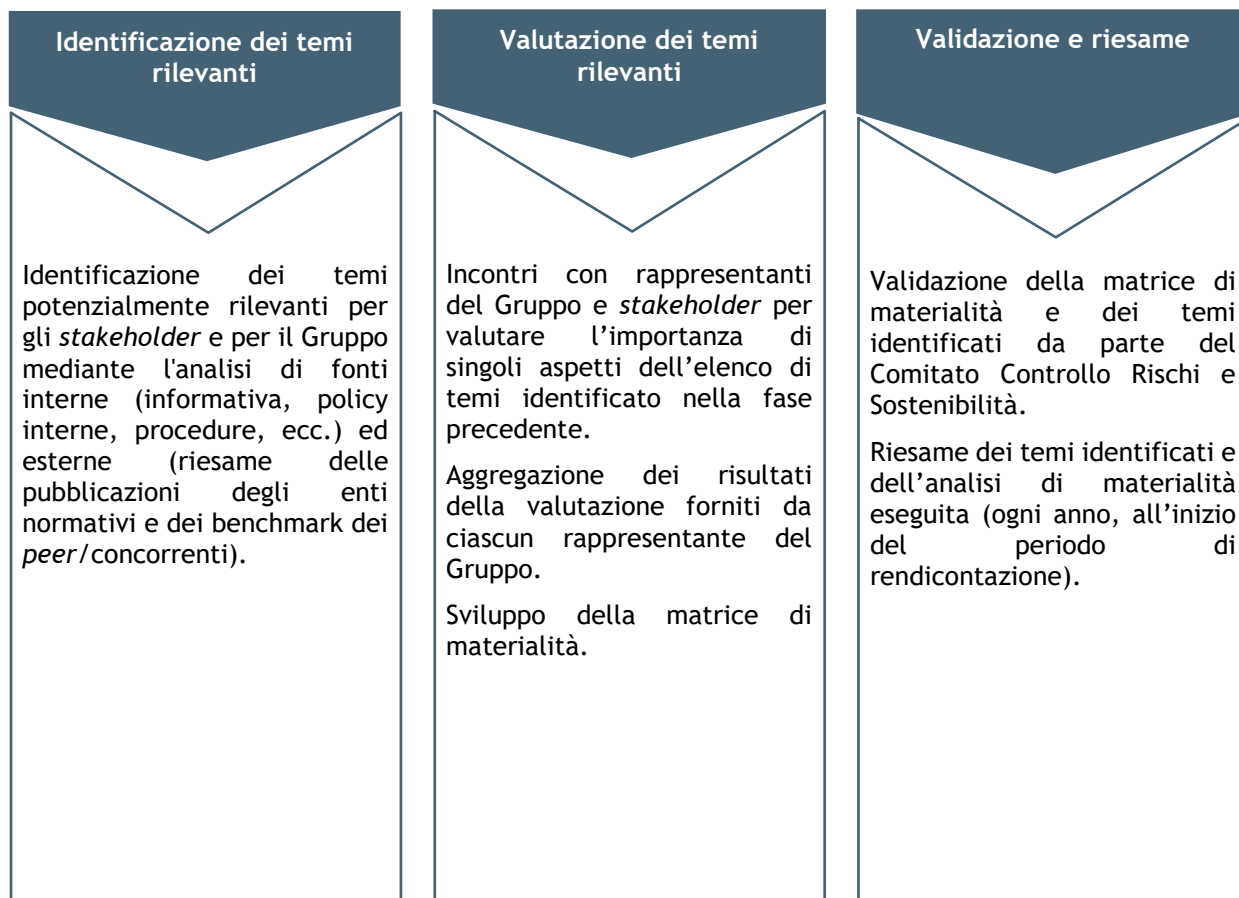 Identificazione dei temi
rilevanti
Identificazione dei temi
potenzialmente rilevanti per
gli stakeholder e per il Gruppo
mediante l'analisi di fonti
interne (informativa, policy
interne, procedure, ecc.) ed
esterne (riesame delle
pubblicazioni degli enti
normativi e dei benchmark dei
peer/concorrenti).
Valutazione dei temi
rilevanti
Incontri con rappresentanti
del Gruppo e stakeholder per
valutare l’importanza di
singoli aspetti dell’elenco di
temi identificato nella fase
precedente.
Aggregazione dei risultati
della valutazione forniti da
ciascun rappresentante del
Gruppo.
Sviluppo della matrice di
materialità.
Validazione e riesame
Validazione della matrice di
materialità e dei temi
identificati da parte del
Comitato Controllo Rischi e
Sostenibilità.
Riesame dei temi identificati e
dell’analisi di materialità
eseguita (ogni anno, all’inizio
del periodo di
rendicontazione).